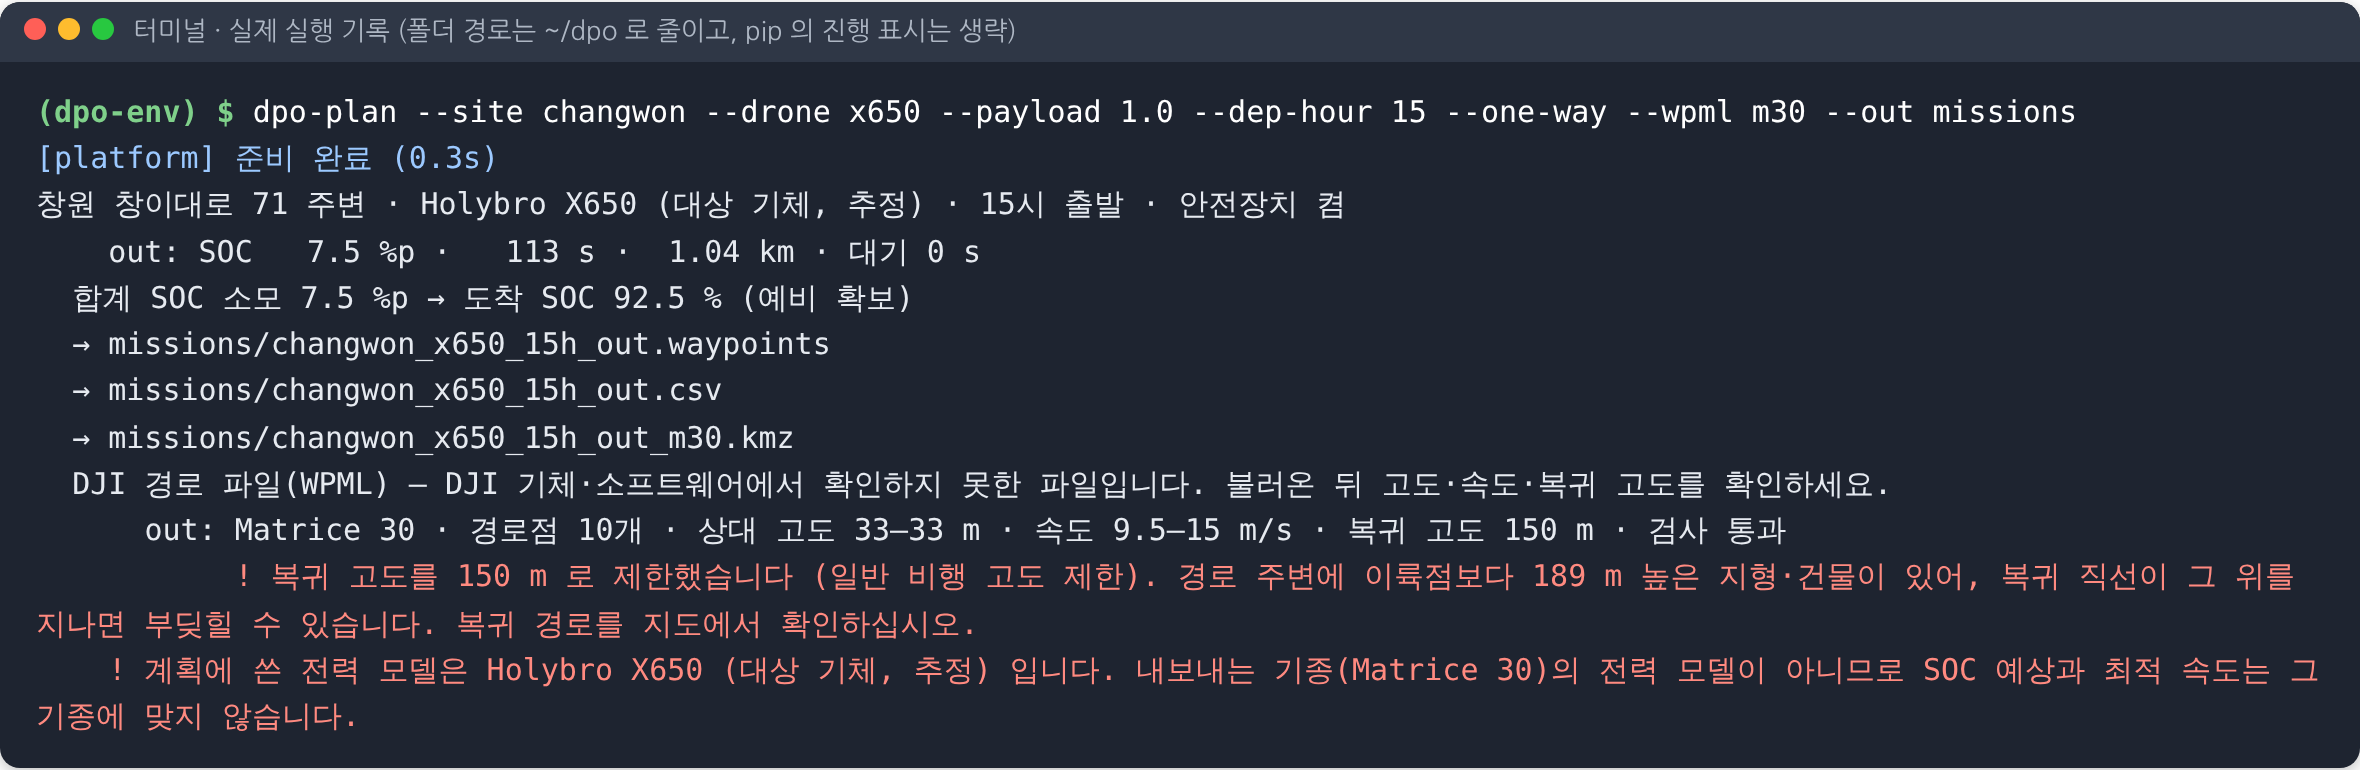 터미널 · 실제 실행 기록 (폴더 경로는 ~/dpo 로 줄이고, pip 의 진행 표시는 생략)
(dpo-env) $ dpo-plan --site changwon --drone x650 --payload 1.0 --dep-hour 15 --one-way --wpml m30 --out missions
[platform] 준비 완료 (0.3s)
창원 창이대로 71 주변 · Holybro X650 (대상 기체, 추정) · 15시 출발 · 안전장치 켬
out: SOC 7.5 %p · 113 s · 1.04 km · 대기 0 s
합계 SOC 소모 7.5 %p → 도착 SOC 92.5 % (예비 확보)
→ missions/changwon_x650_15h_out.waypoints
→ missions/changwon_x650_15h_out.csv
→ missions/changwon_x650_15h_out_m30.kmz
DJI 경로 파일(WPML) — DJI 기체·소프트웨어에서 확인하지 못한 파일입니다. 불러온 뒤 고도·속도·복귀 고도를 확인하세요.
out: Matrice 30 · 경로점 10개 · 상대 고도 33–33 m · 속도 9.5–15 m/s · 복귀 고도 150 m · 검사 통과
! 복귀 고도를 150 m 로 제한했습니다 (일반 비행 고도 제한). 경로 주변에 이륙점보다 189 m 높은 지형·건물이 있어, 복귀 직선이 그 위를
지나면 부딪힐 수 있습니다. 복귀 경로를 지도에서 확인하십시오.
! 계획에 쓴 전력 모델은 Holybro X650 (대상 기체, 추정) 입니다. 내보내는 기종(Matrice 30)의 전력 모델이 아니므로 SOC 예상과 최적 속도는 그
기종에 맞지 않습니다.